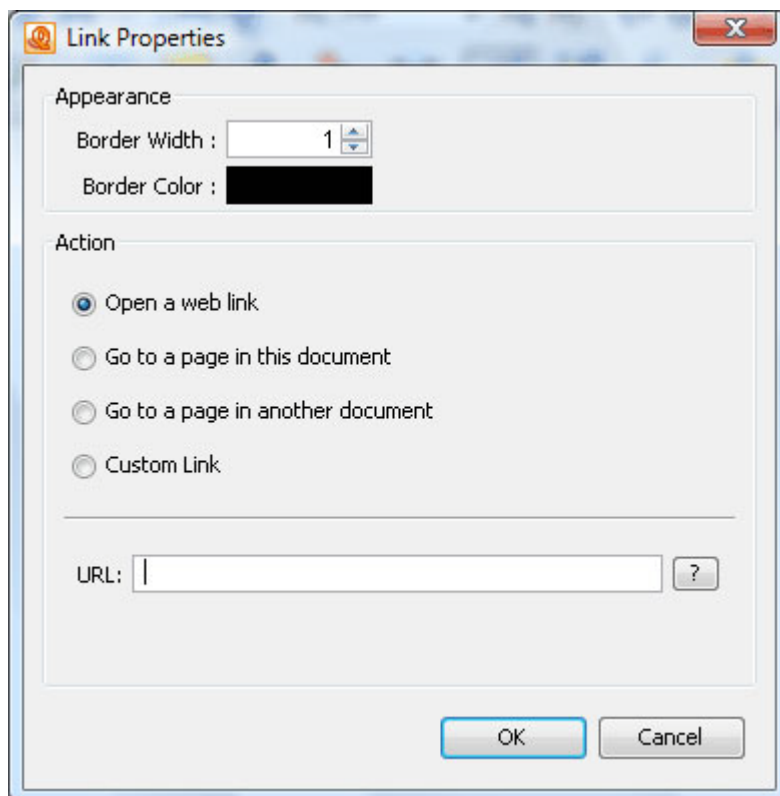 Link Properties
Appearance
Border Width : 1
Border Color :
Action
Open a web link
Go to a page in this document
Go to a page in another document
Custom Link
URL: ?
OK Cancel